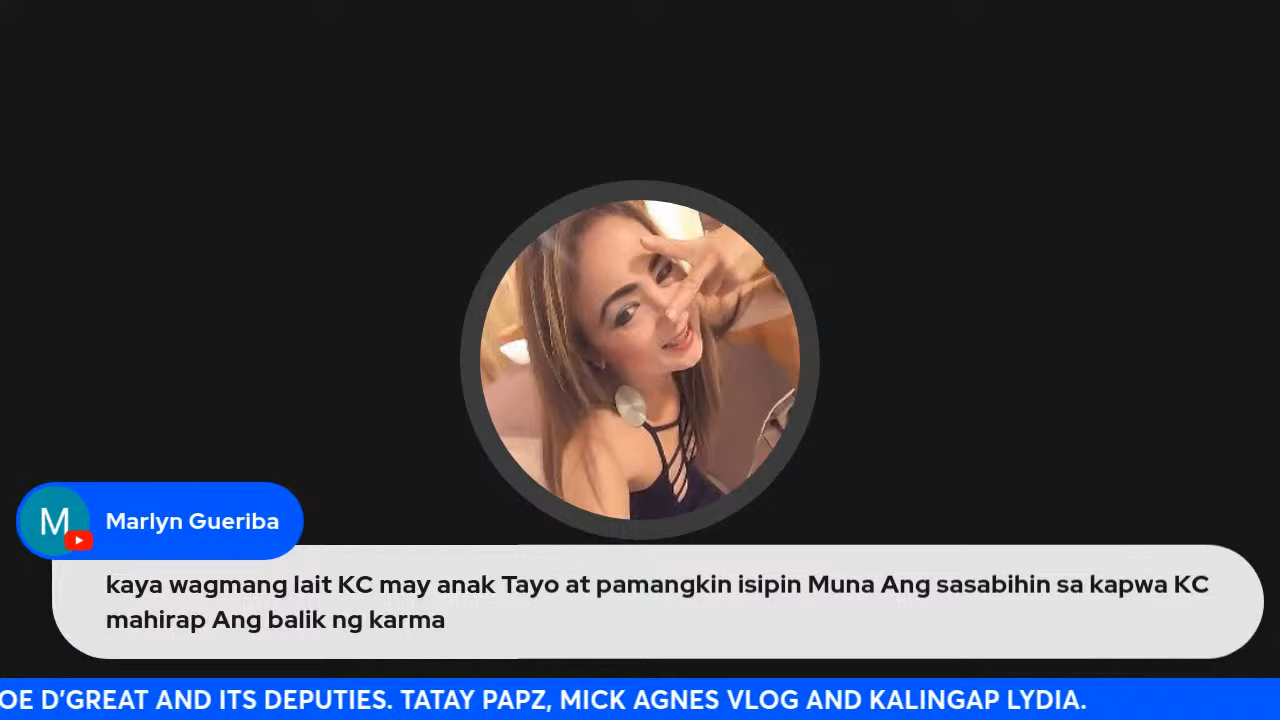 M
Marlyn Gueriba
kaya wagmang lait KC may anak Tayo at pamangkin isipin Muna Ang sasabihin sa kapwa KC
mahirap Ang balik ng karma
OE D'GREAT AND ITS DEPUTIES. TATAY PAPZ, MICK AGNES VLOG AND KALINGAP LYDIA.